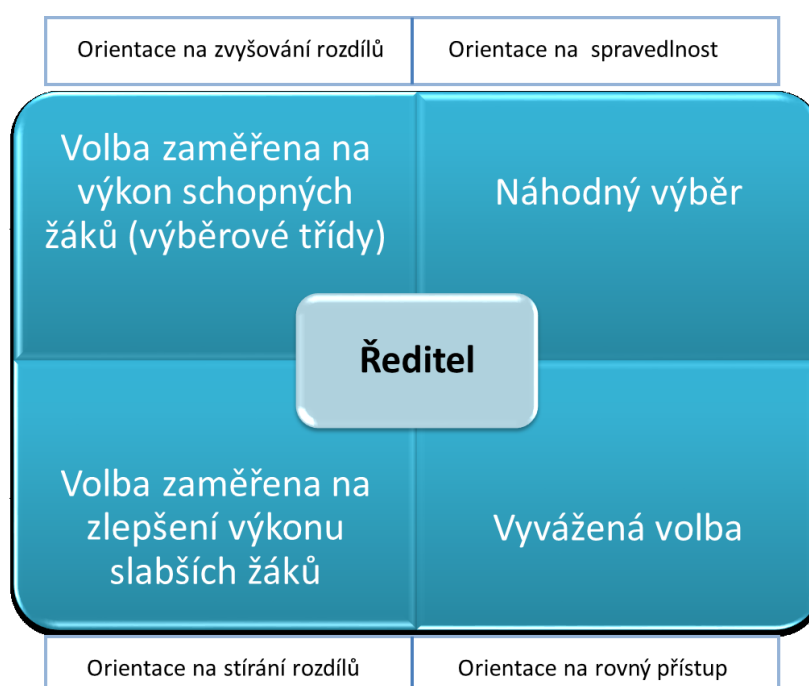 Orientace na zvyšování rozdílů
Orientace na spravedlnost
Volba zaměřena na
výkon schopných
žáků (výběrové třídy)
Náhodný výběr
Ředitel
Volba zaměřena na
zlepšení výkonu
slabších žáků
Vyvážená volba
Orientace na stírání rozdílů
Orientace na rovný přístup